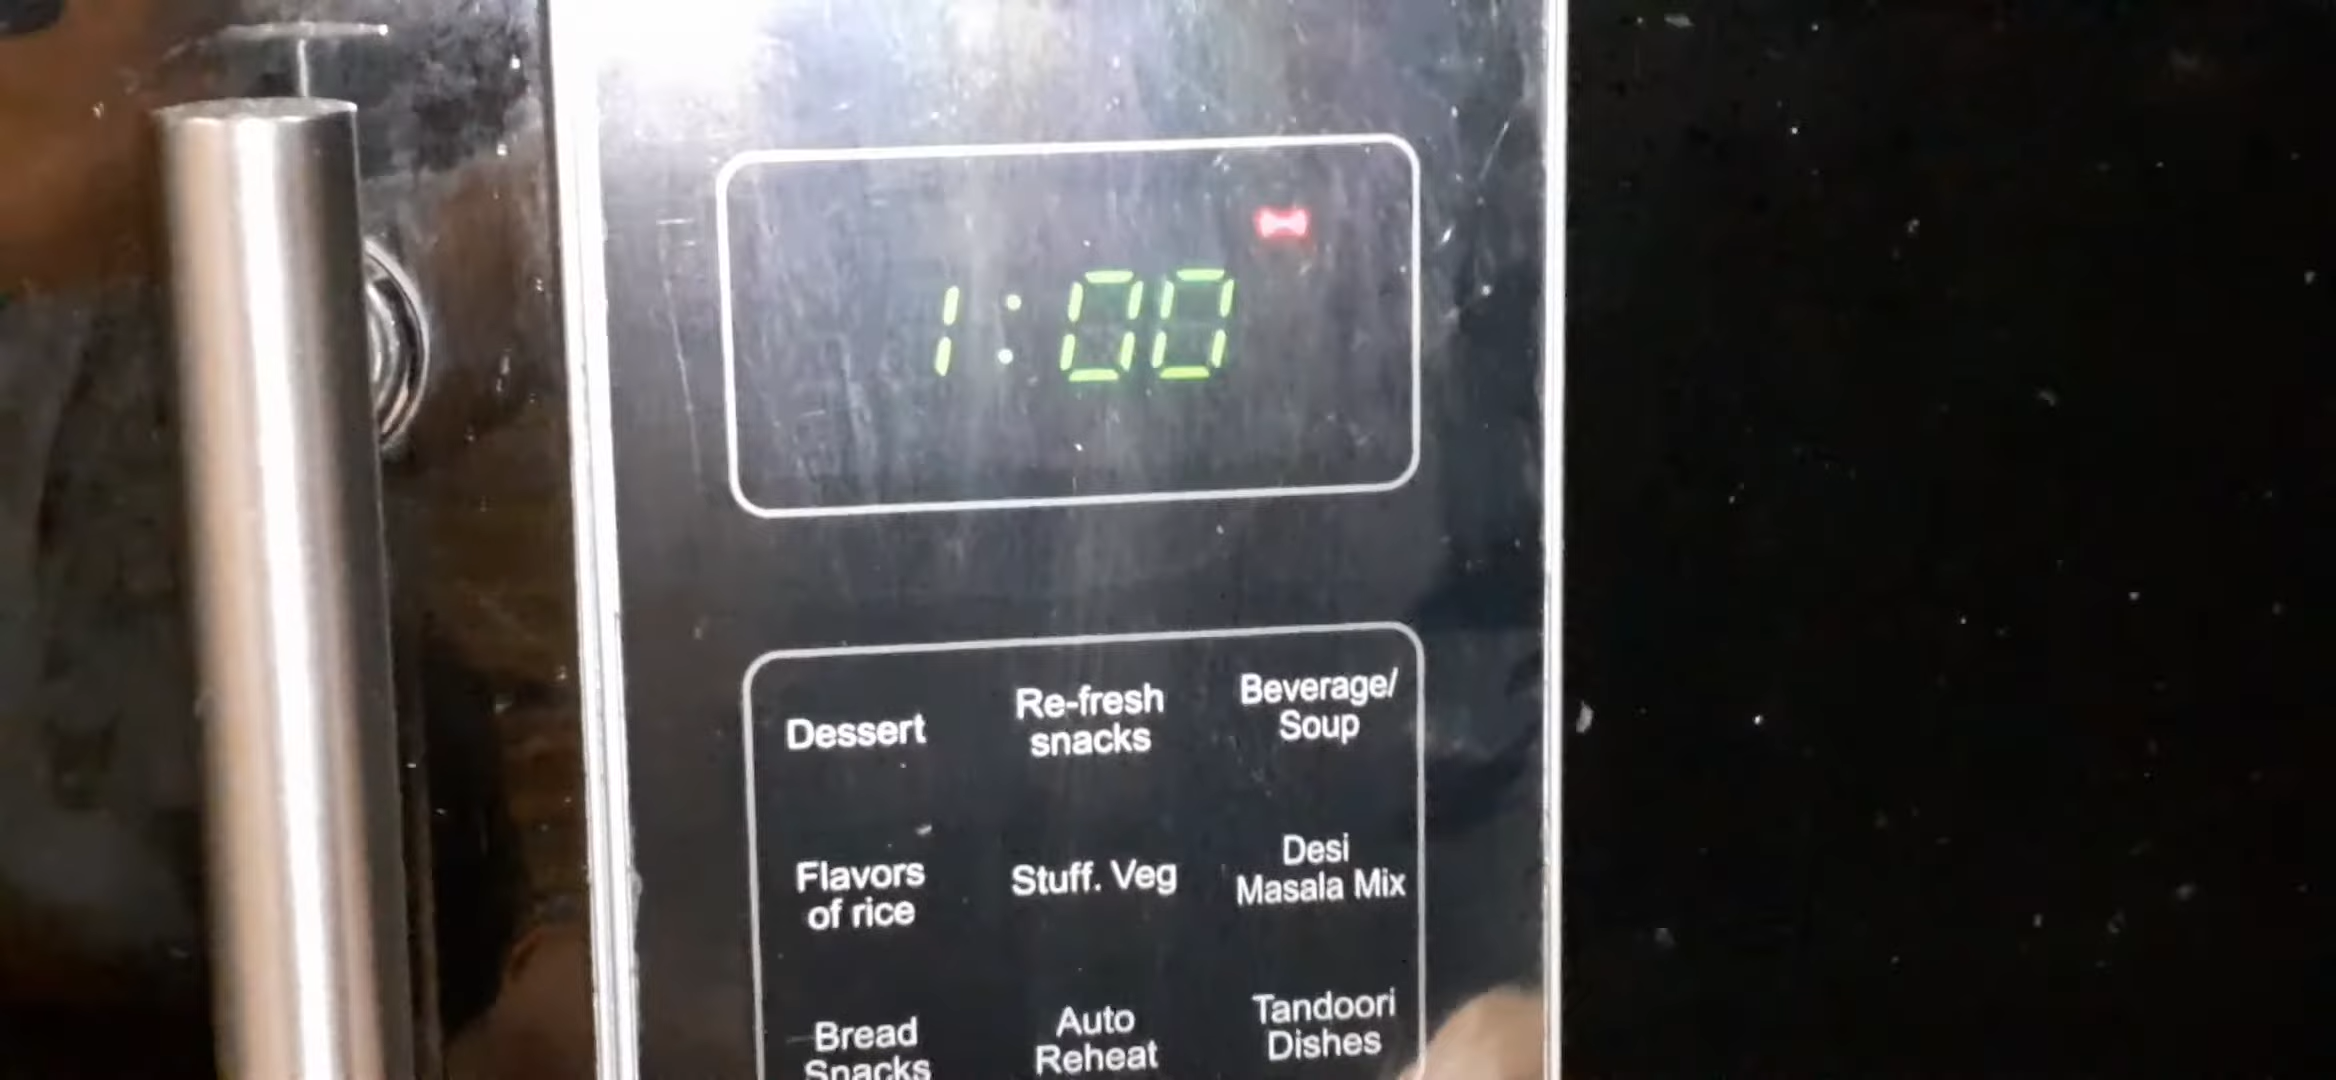 1:00
Dessert
Re-fresh
snacks
Beverage/
Soup
Flavors
of rice
Stuff. Veg
Desi
Masala Mix
Bread
Snacks
Auto
Reheat
Tandoori
Dishes